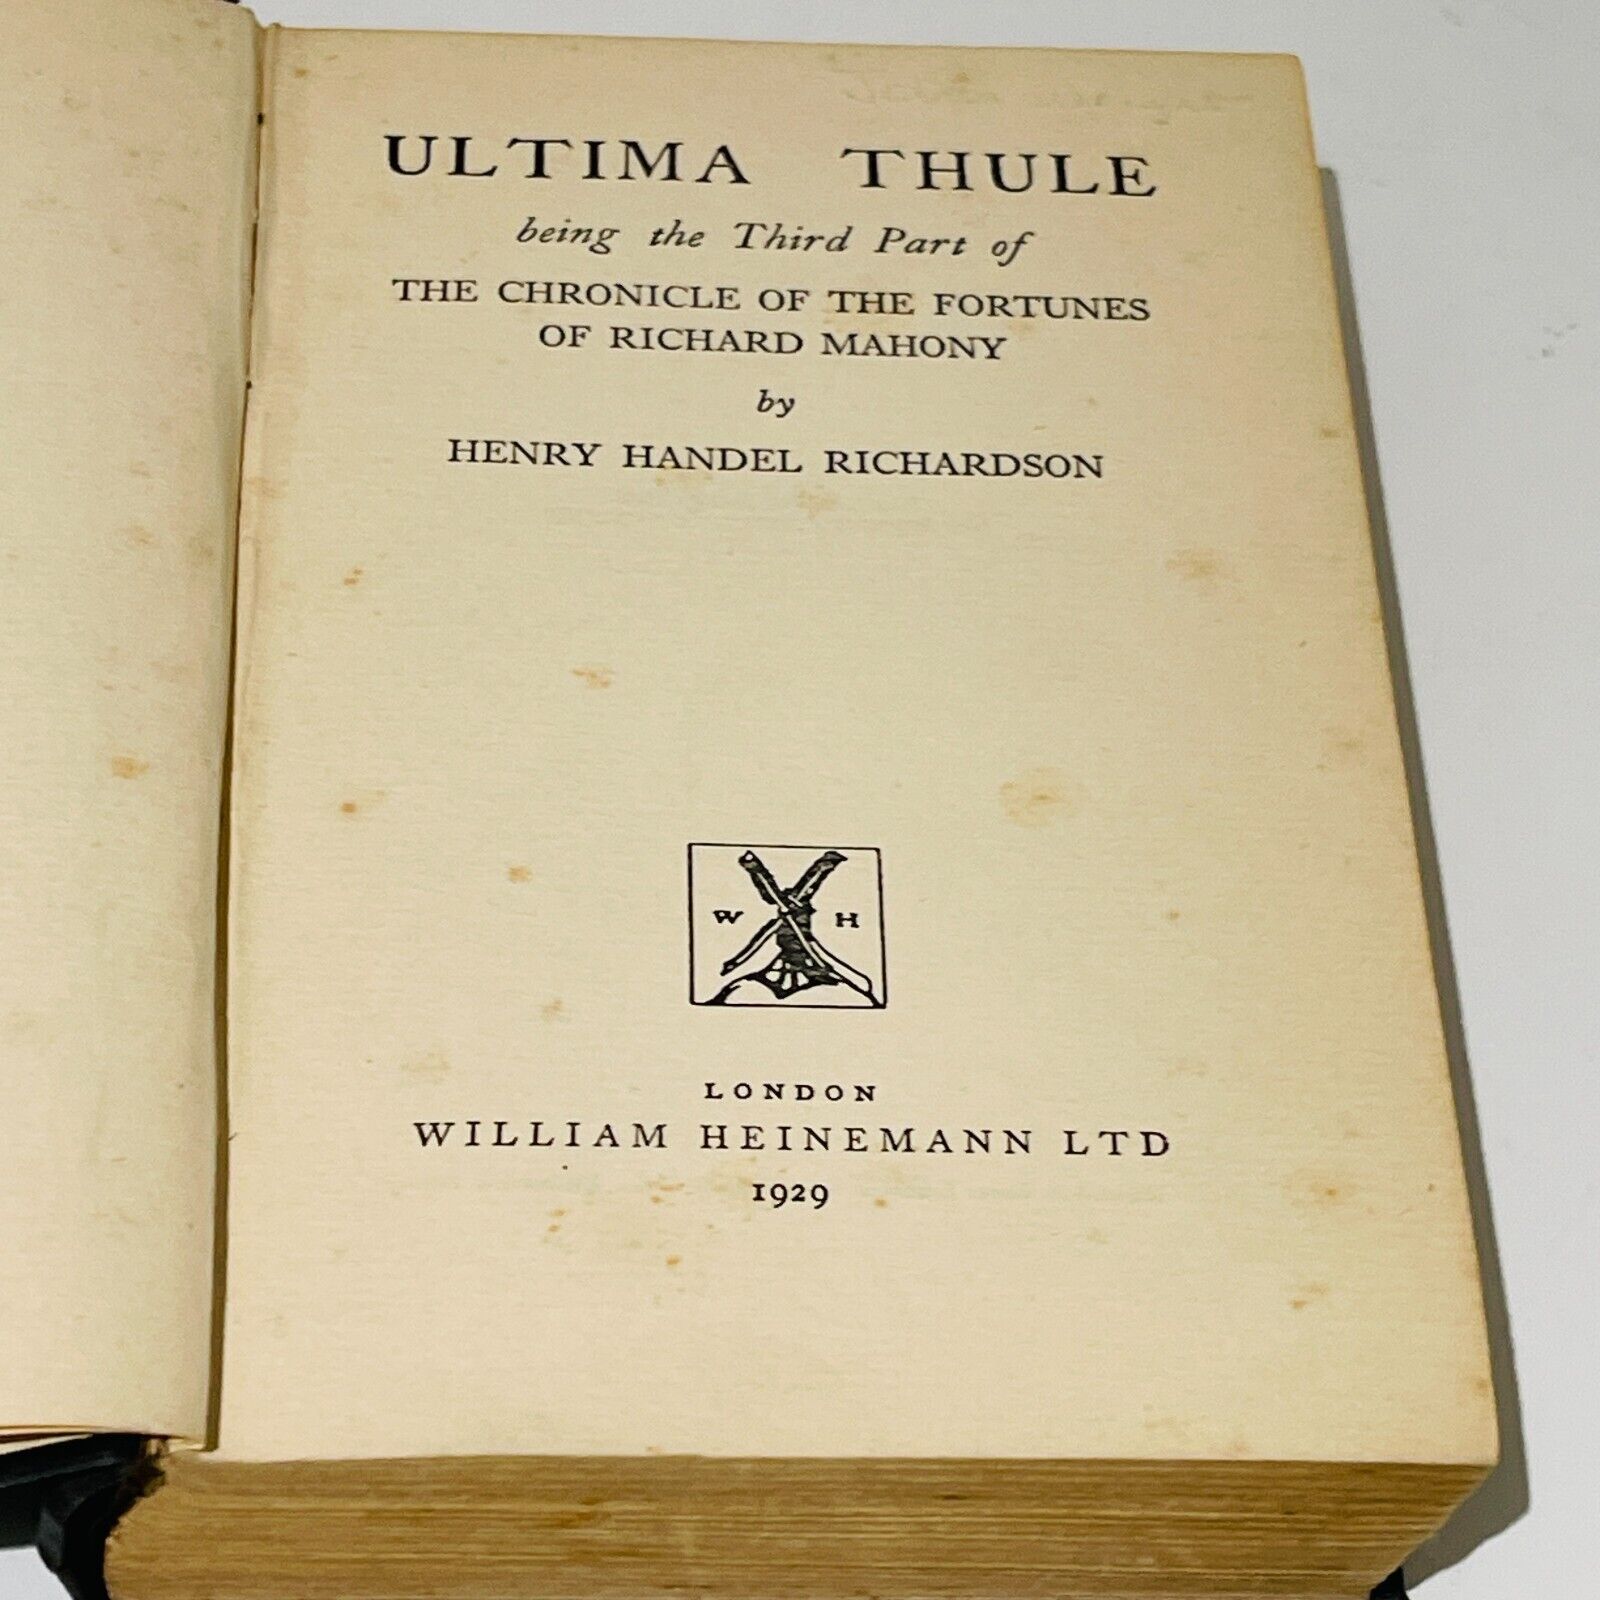 ULTIMA THULE
being the Third Part of
THE CHRONICLE OF THE FORTUNES
OF RICHARD MAHONY
by
HENRY HANDEL RICHARDSON
W H
LONDON
WILLIAM HEINEMANN LTD
1929